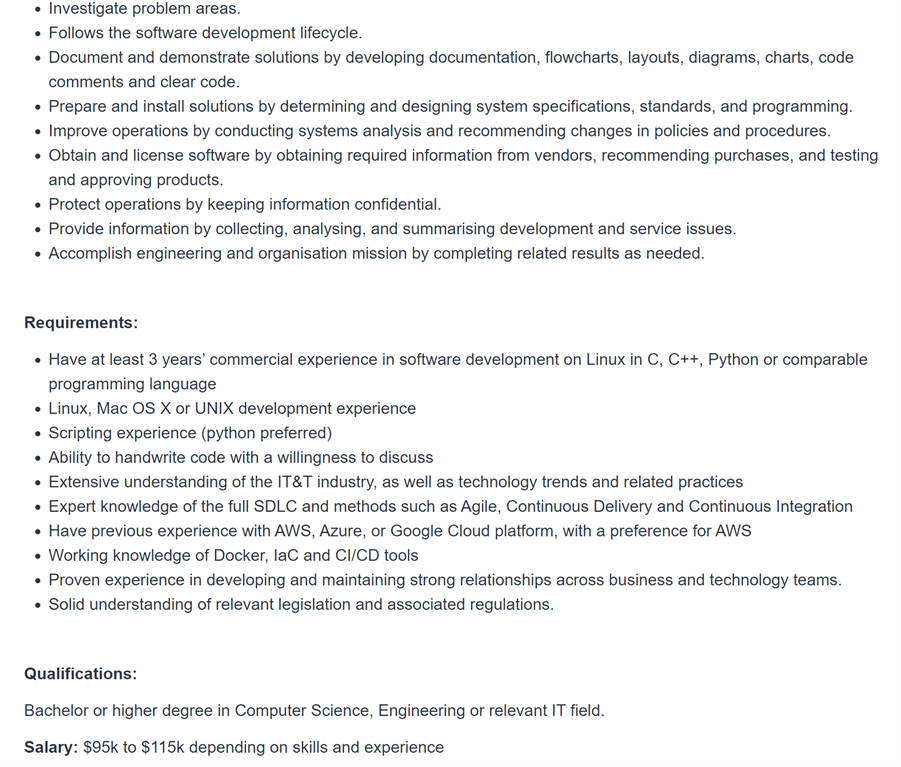 • Investigate problem areas.
• Follows the software development lifecycle.
• Document and demonstrate solutions by developing documentation, flowcharts, layouts, diagrams, charts, code
comments and clear code.
• Prepare and install solutions by determining and designing system specifications, standards, and programming.
• Improve operations by conducting systems analysis and recommending changes in policies and procedures.
• Obtain and license software by obtaining required information from vendors, recommending purchases, and testing
and approving products.
• Protect operations by keeping information confidential.
• Provide information by collecting, analysing, and summarising development and service issues.
• Accomplish engineering and organisation mission by completing related results as needed.
Requirements:
• Have at least 3 years’ commercial experience in software development on Linux in C, C++, Python or comparable
programming language
• Linux, Mac OS X or UNIX development experience
• Scripting experience (python preferred)
• Ability to handwrite code with a willingness to discuss
• Extensive understanding of the IT&T industry, as well as technology trends and related practices
• Expert knowledge of the full SDLC and methods such as Agile, Continuous Delivery and Continuous Integration
• Have previous experience with AWS, Azure, or Google Cloud platform, with a preference for AWS
• Working knowledge of Docker, IaC and CI/CD tools
• Proven experience in developing and maintaining strong relationships across business and technology teams.
• Solid understanding of relevant legislation and associated regulations.
Qualifications:
Bachelor or higher degree in Computer Science, Engineering or relevant IT field.
Salary: $95k to $115k depending on skills and experience